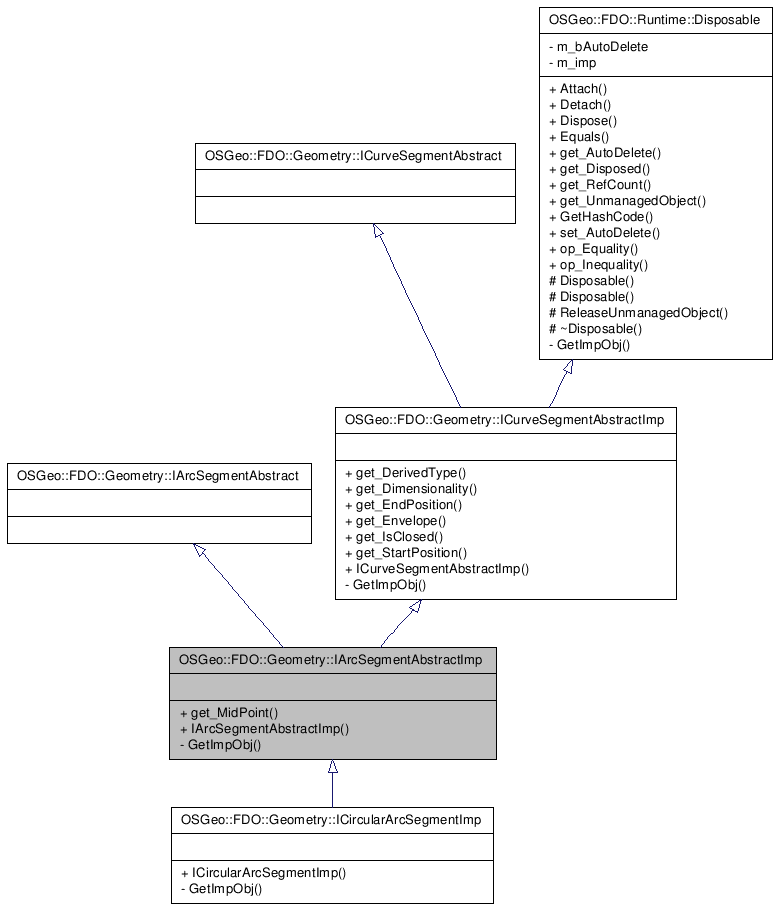 OSGeo::FDO::Runtime::Disposable
- m_bAutoDelete
- m_imp
+ Attach()
+ Detach()
+ Dispose()
+ Equals()
+ get_AutoDelete()
+ get_Disposed()
+ get_RefCount()
+ get_UnmanagedObject()
+ GetHashCode()
+ set_AutoDelete()
+ op_Equality()
+ op_Inequality()
# Disposable()
# Disposable()
# ReleaseUnmanagedObject()
# ~Disposable()
- GetImpObj()
OSGeo::FDO::Geometry::ICurveSegmentAbstract
OSGeo::FDO::Geometry::ICurveSegmentAbstractImp
+ get_DerivedType()
+ get_Dimensionality()
+ get_EndPosition()
+ get_Envelope()
+ get_IsClosed()
+ get_StartPosition()
+ ICurveSegmentAbstractImp()
- GetImpObj()
OSGeo::FDO::Geometry::IArcSegmentAbstract
OSGeo::FDO::Geometry::IArcSegmentAbstractImp
+ get_MidPoint()
+ IArcSegmentAbstractImp()
- GetImpObj()
OSGeo::FDO::Geometry::ICircularArcSegmentImp
+ ICircularArcSegmentImp()
- GetImpObj()